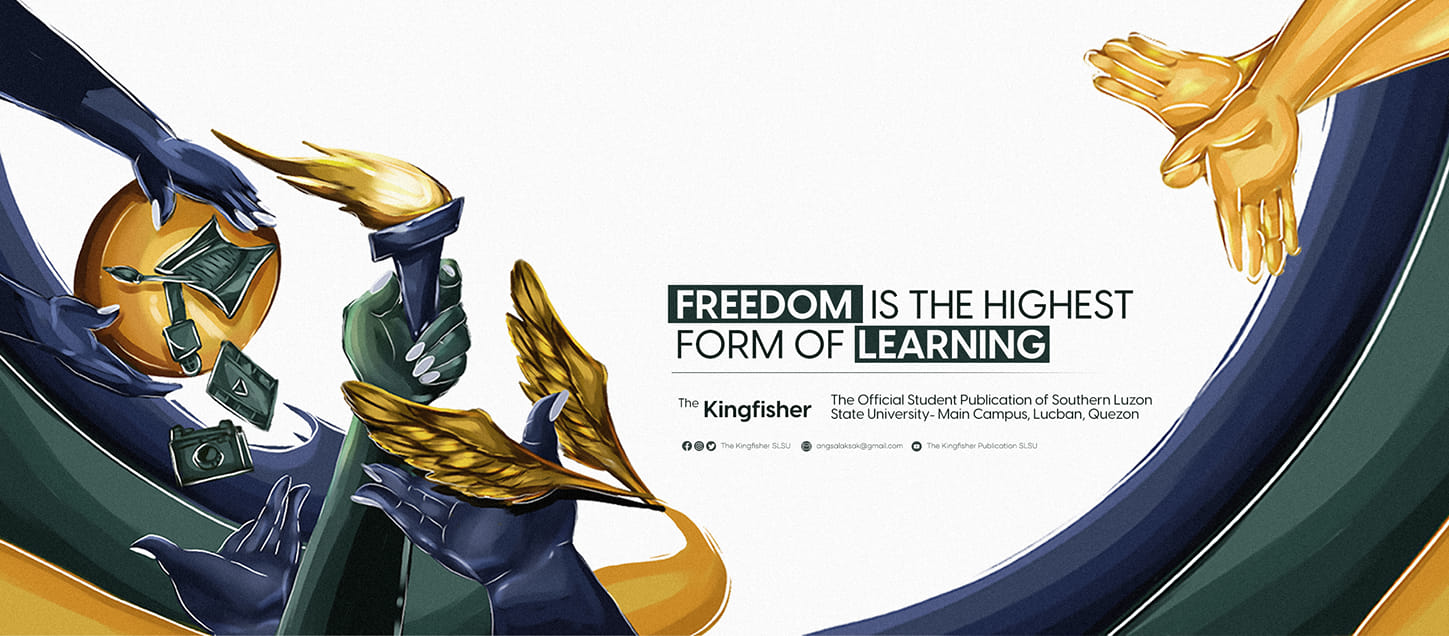 FREEDOM IS THE HIGHEST
FORM OF LEARNING
The Kingfisher
The Official Student Publication of Southern Luzon
State University- Main Campus, Lucban, Quezon
The Kingfisher SLSU angsalaksak@gmail.com The Kingfisher Publication SLSU